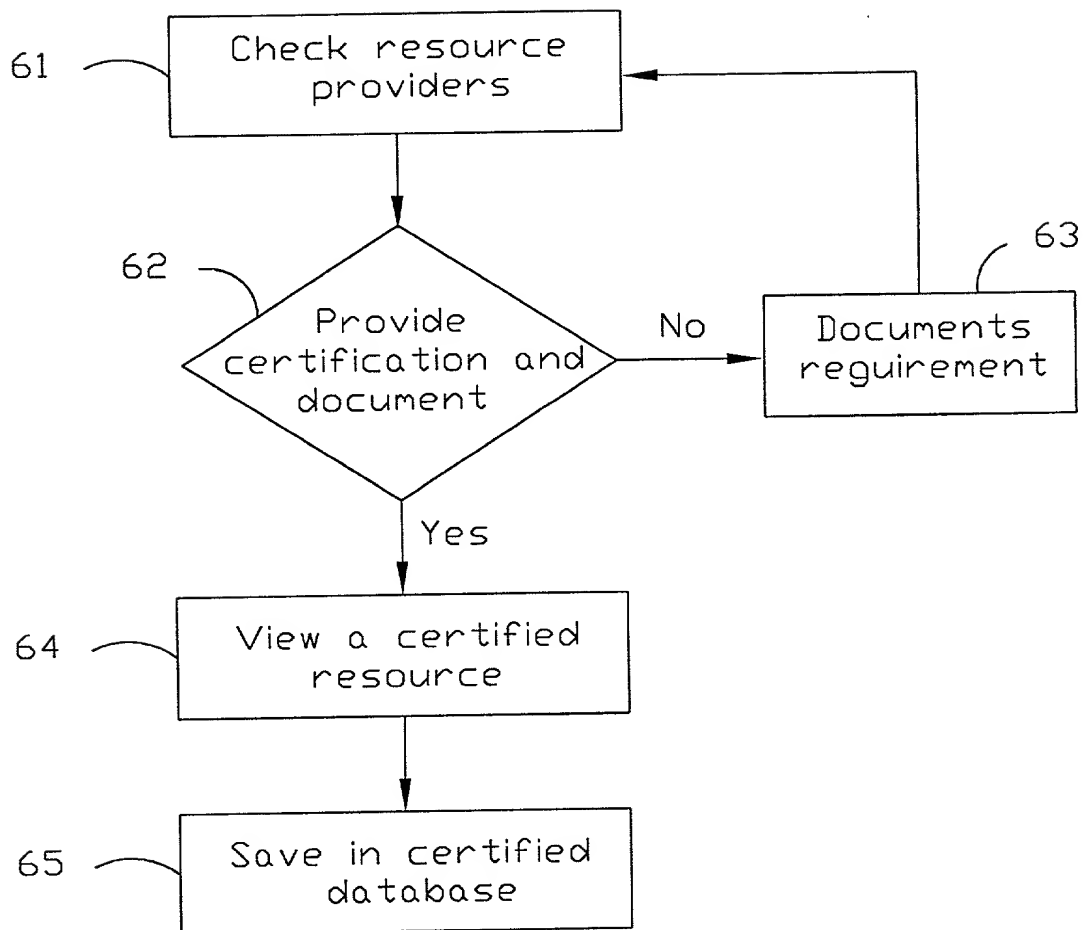 61
Check resource
providers
62
Provide
certification and
document
No
63
Documents
reguirement
Yes
64
View a certified
resource
65
Save in certified
database